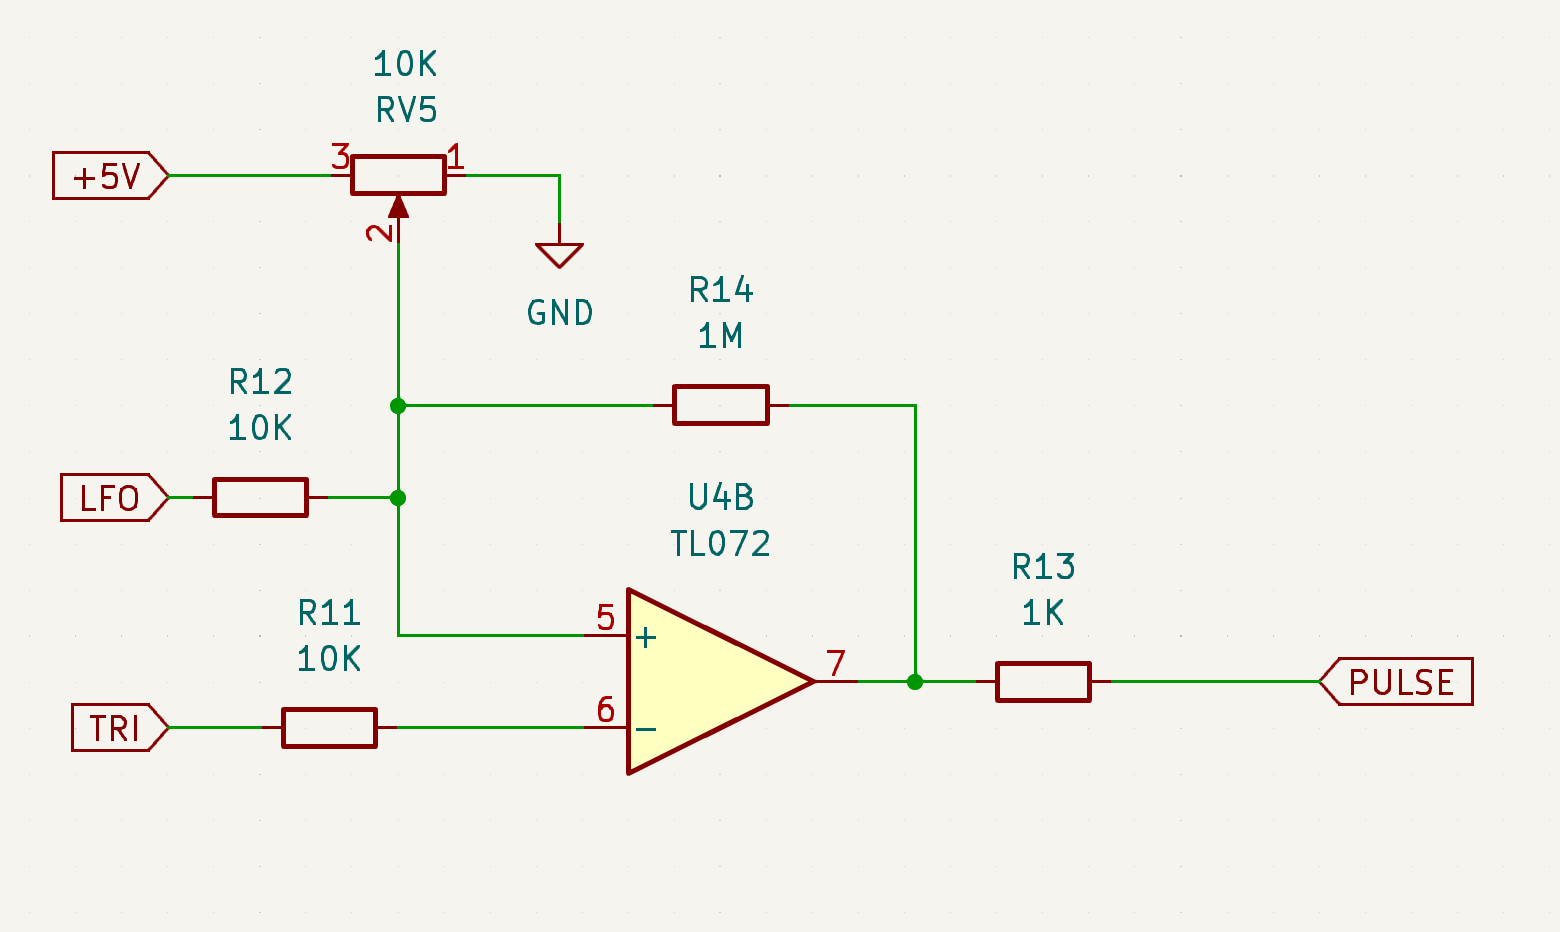 10K
RV5
+5V
3
1
2
GND
R14
1M
R12
10K
LFO
U4B
TL072
R13
1K
R11
10K
5
+
7
PULSE
6
−
TRI